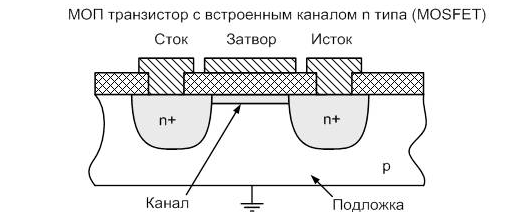 МОП транзистор с встроенным каналом n типа (MOSFET)
Сток Затвор Исток
n+ n+
p
Канал Подложка